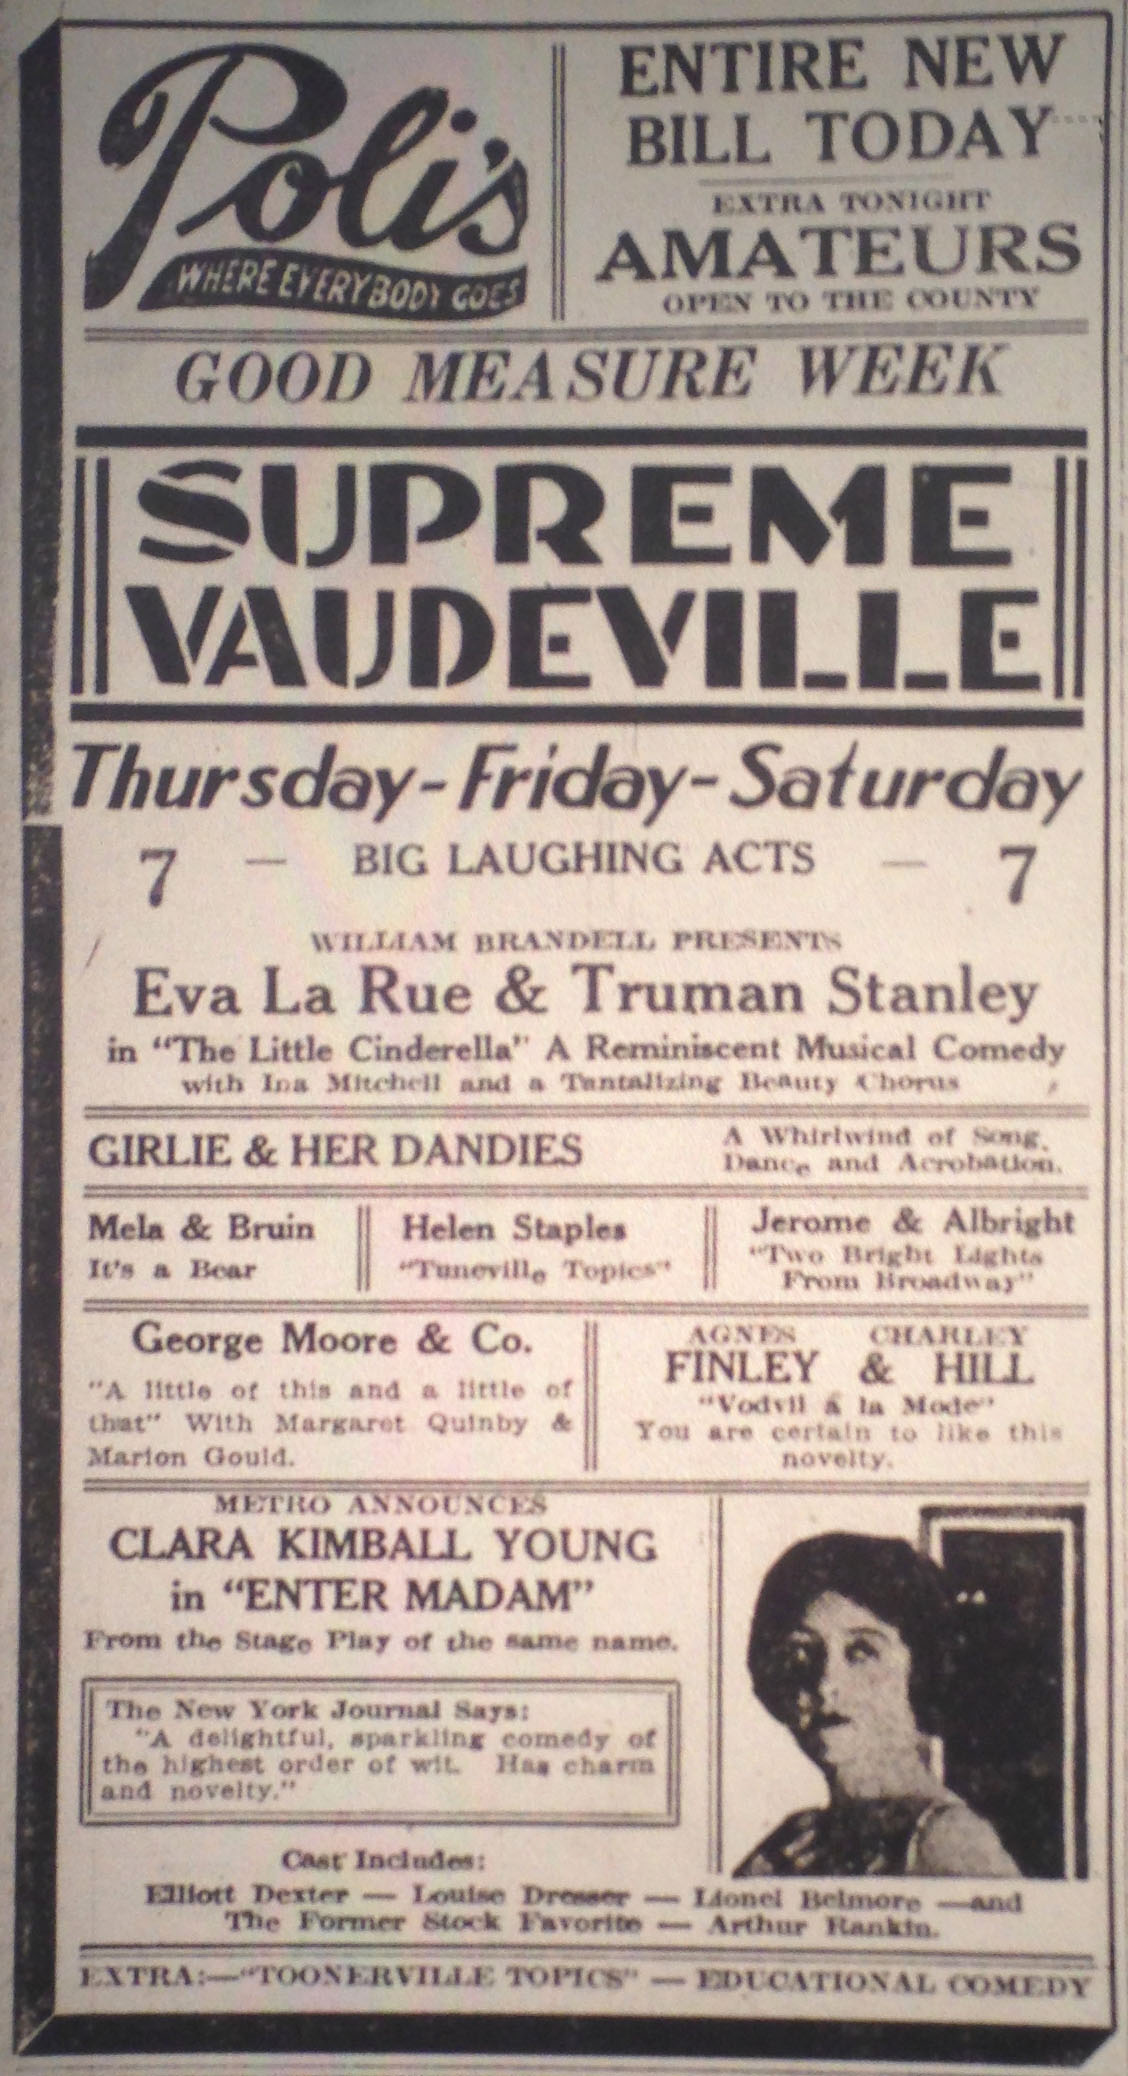 Poli's
WHERE EVERYBODY GOES
ENTIRE NEW
BILL TODAY
EXTRA TONIGHT
AMATEURS
OPEN TO THE COUNTY
GOOD MEASURE WEEK
SUPREME
VAUDEVILLE
Thursday-Friday-Saturday
7 — BIG LAUGHING ACTS — 7
WILLIAM BRANDELL PRESENTS
Eva La Rue & Truman Stanley
in "The Little Cinderella" A Reminiscent Musical Comedy
with Ina Mitchell and a Tantalizing Beauty Chorus
GIRLIE & HER DANDIES
A Whirlwind of Song,
Dance and Acrobation.
Mela & Bruin
It's a Bear
Helen Staples
"Tuneville Topics"
Jerome & Albright
"Two Bright Lights
From Broadway"
George Moore & Co.
"A little of this and a little of
that" With Margaret Quinby &
Marion Gould.
AGNES CHARLEY
FINLEY & HILL
"Vodvil á la Mode"
You are certain to like this
novelty.
METRO ANNOUNCES
CLARA KIMBALL YOUNG
in "ENTER MADAM"
From the Stage Play of the same name.
The New York Journal Says:
"A delightful, sparkling comedy of
the highest order of wit. Has charm
and novelty."
Cast Includes:
Elliott Dexter — Louise Dresser — Lionel Belmore —and
The Former Stock Favorite — Arthur Rankin.
EXTRA:—"TOONERVILLE TOPICS" — EDUCATIONAL COMEDY